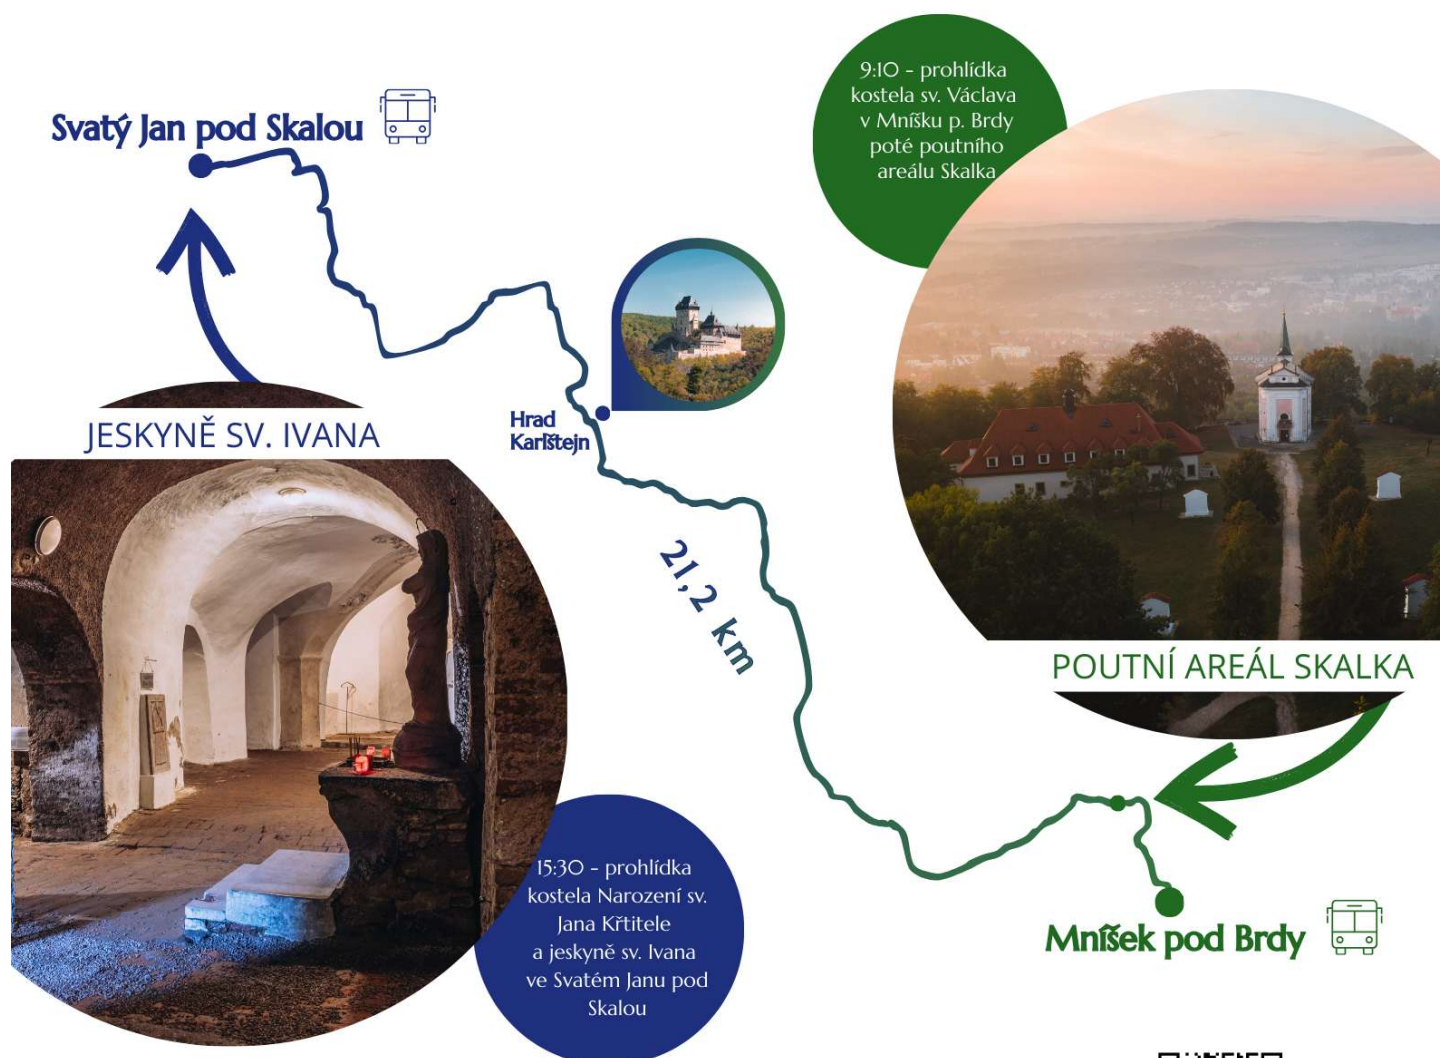 9:10 - prohlídka
kostela sv. Václava
v Mníšku p. Brdy
poté poutního
areálu Skalka
Svatý Jan pod Skalou
JESKYNĚ SV. IVANA
Hrad
Karlštejn
21,2 km
POUTNÍ AREÁL SKALKA
15:30 - prohlídka
kostela Narození sv.
Jana Křtitele
a jeskyně sv. Ivana
ve Svatém Janu pod
Skalou
Mníšek pod Brdy